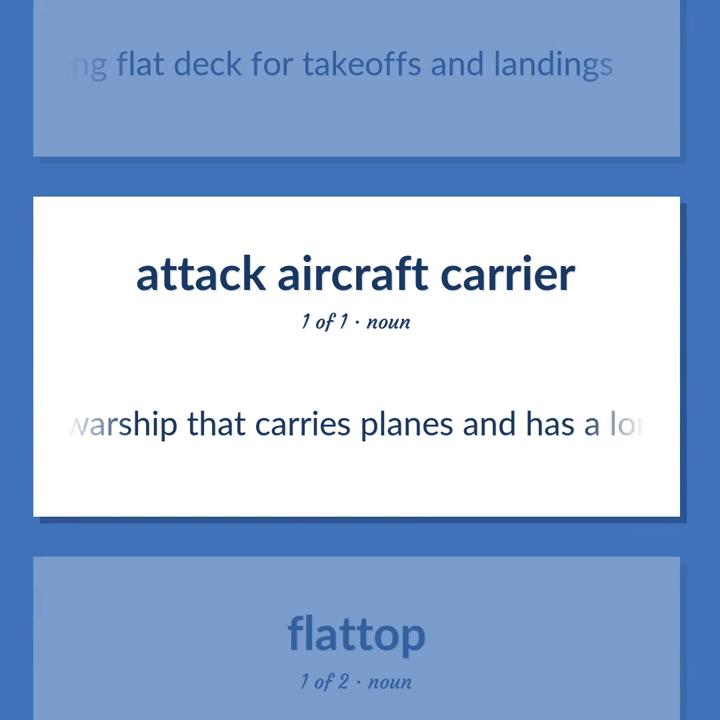 flat deck for takeoffs and landings
attack aircraft carrier
1 of 1 · noun
warship that carries planes and has a
flattop
1 of 2 · noun